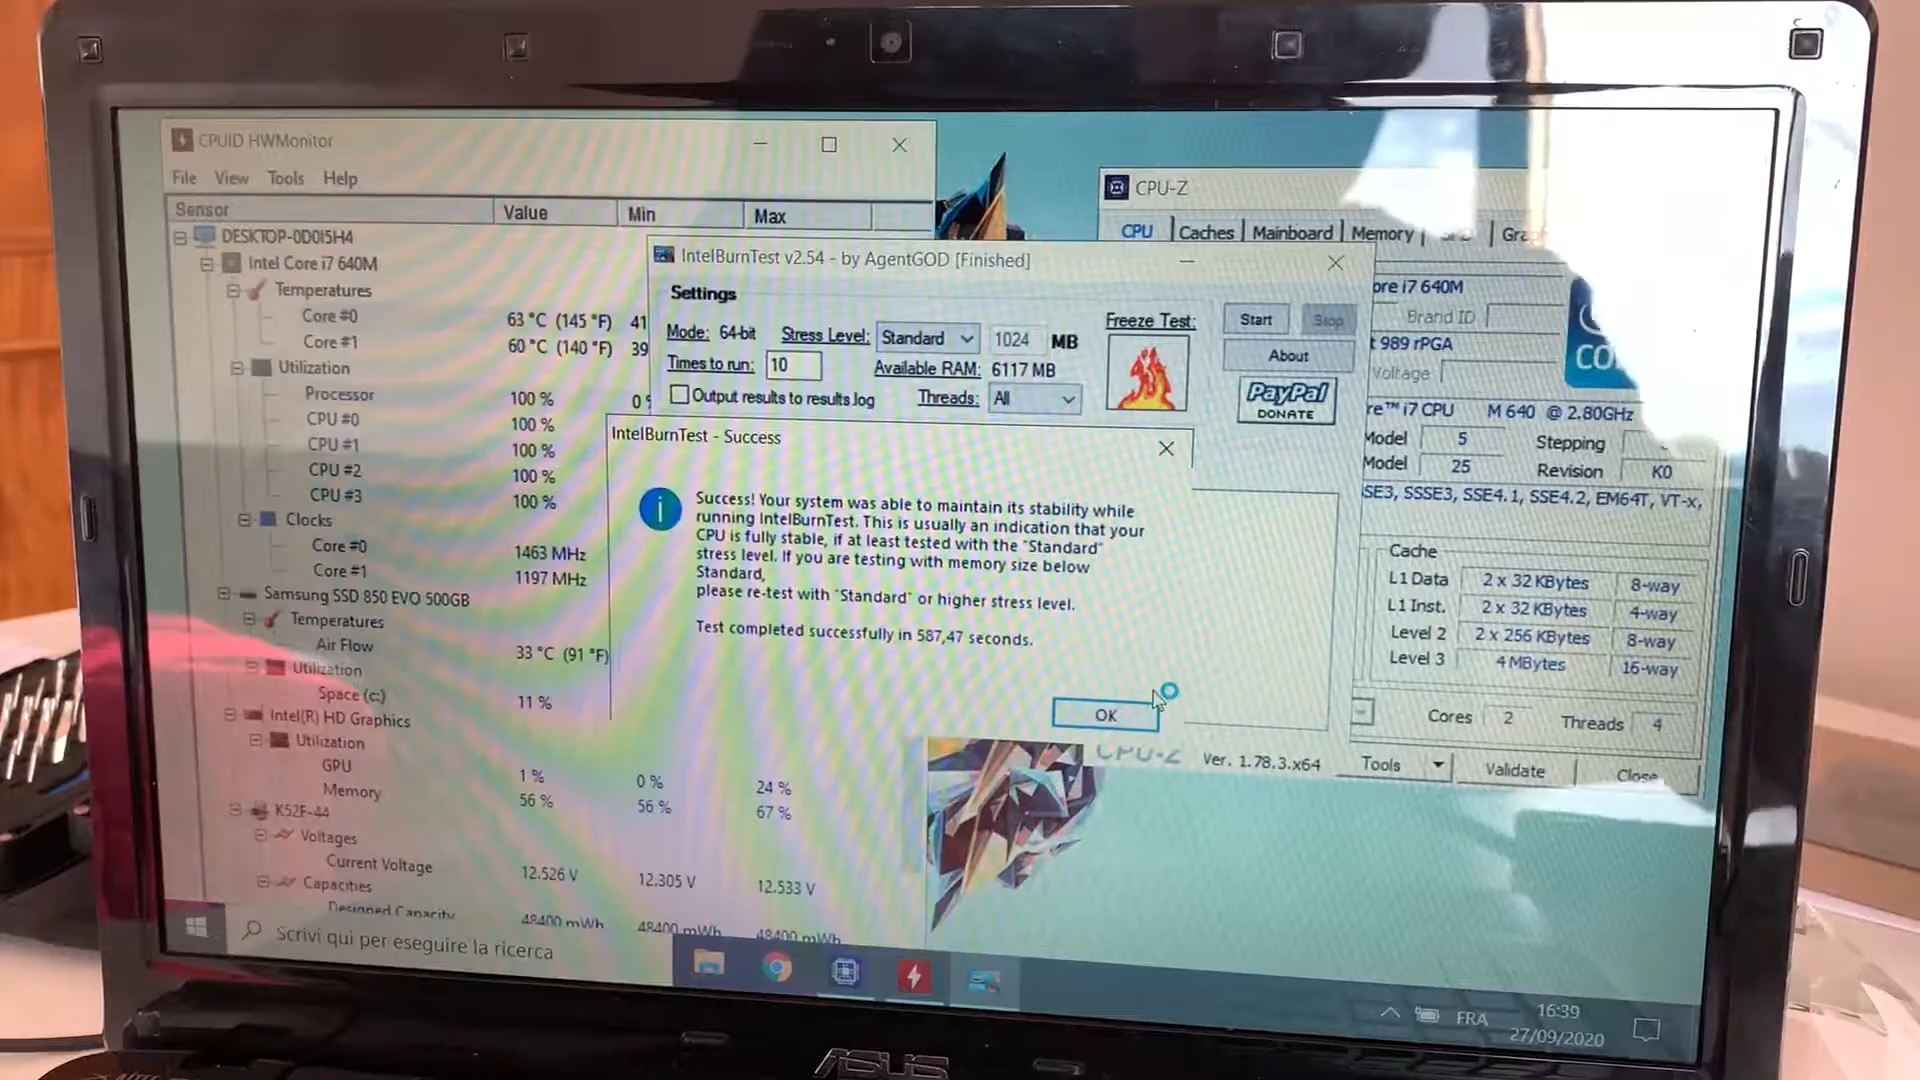 CPUID HWMonitor
File View Tools Help
Sensor Value Min Max
DESKTOP-0D0I5H4
Intel Core i7 640M
Temperatures
Core #0 63 °C (145 °F) 41
Core #1 60 °C (140 °F) 39
Utilization
Processor 100 % 0
CPU #0 100 %
CPU #1 100 %
CPU #2 100 %
CPU #3 100 %
Clocks
Core #0 1463 MHz
Core #1 1197 MHz
Samsung SSD 850 EVO 500GB
Temperatures
Air Flow 33 °C (91 °F)
Utilization
Space (c:) 11 %
Intel(R) HD Graphics
Utilization
GPU 1 % 0 % 24 %
Memory 56 % 56 % 67 %
K52F-44
Voltages
Current Voltage 12.526 V 12.305 V 12.533 V
Capacities
Designed Capacity 48400 mWh 48400 mWh 48400 mWh
IntelBurnTest v2.54 - by AgentGOD [Finished]
Settings
Mode: 64-bit Stress Level: Standard 1024 MB
Times to run: 10 Available RAM: 6117 MB
Output results to results.log Threads: All
Freeze Test:
Start Stop
About
PayPal
DONATE
IntelBurnTest - Success
Success! Your system was able to maintain its stability while
running IntelBurnTest. This is usually an indication that your
CPU is fully stable, if at least tested with the "Standard"
stress level. If you are testing with memory size below
Standard,
please re-test with "Standard" or higher stress level.
Test completed successfully in 587,47 seconds.
OK
CPU-Z
CPU Caches Mainboard Memory
ore i7 640M
Brand ID
t 989 rPGA
Voltage
re™ i7 CPU M 640 @ 2.80GHz
Model 5 Stepping
Model 25 Revision K0
SE3, SSSE3, SSE4.1, SSE4.2, EM64T, VT-x,
Cache
L1 Data 2 x 32 KBytes 8-way
L1 Inst. 2 x 32 KBytes 4-way
Level 2 2 x 256 KBytes 8-way
Level 3 4 MBytes 16-way
Cores 2 Threads 4
CPU-Z Ver. 1.78.3.x64 Tools Validate Close
Scrivi qui per eseguire la ricerca
FRA
16:39
27/09/2020
ASUS